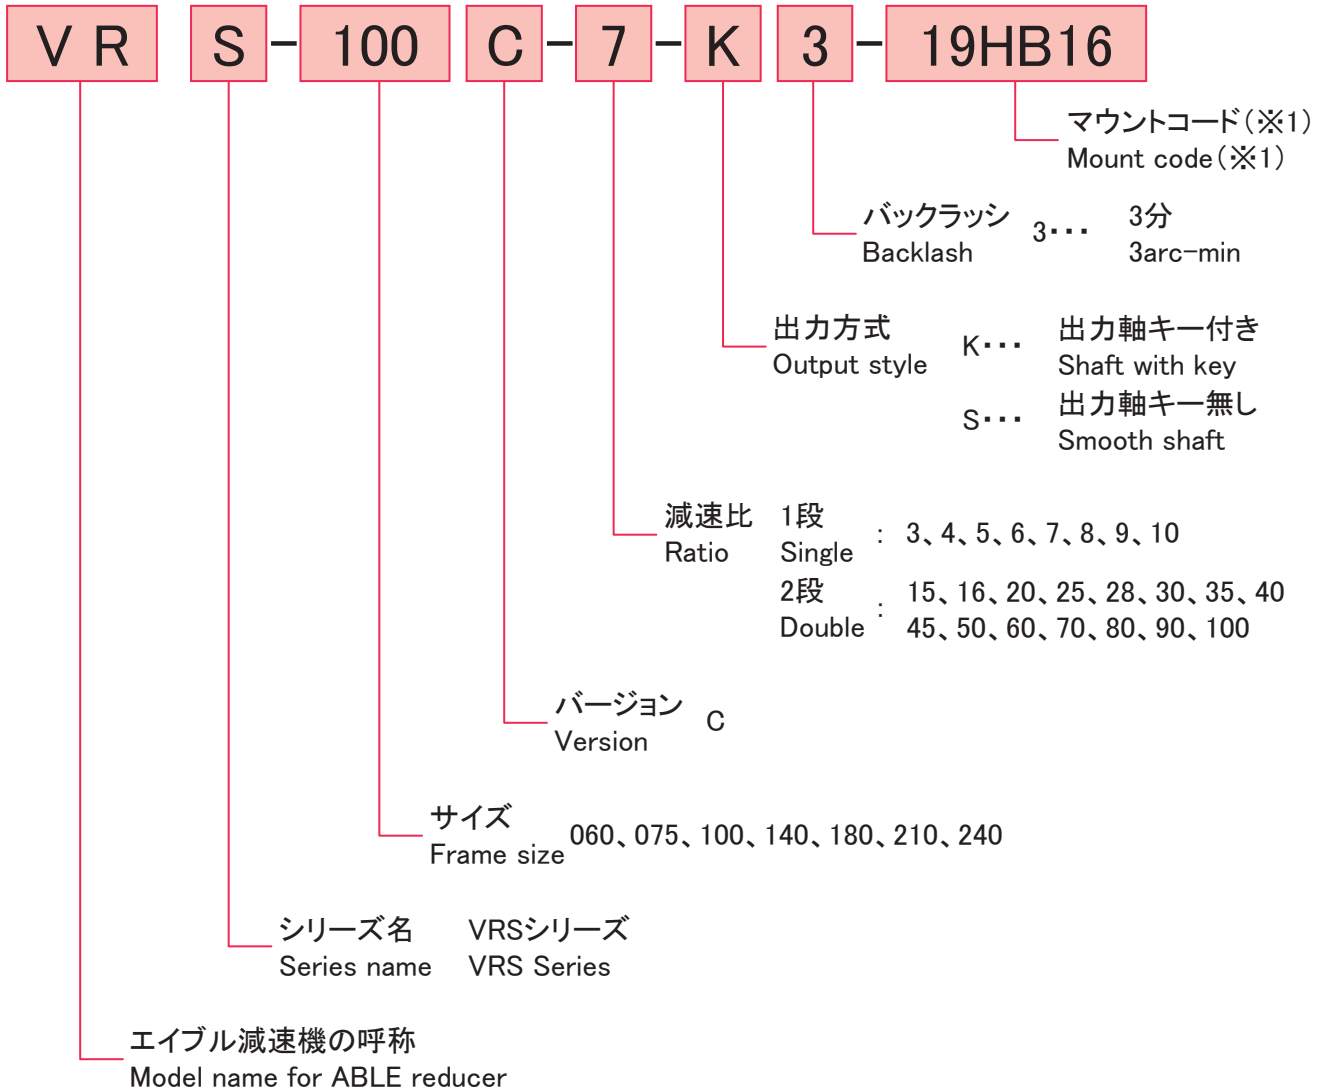 VR S-100 C-7-K 3-19HB16
マウントコード(※1)
Mount code(※1)
バックラッシ 3･･･ 3分
Backlash 3arc-min
出力方式 K･･･ 出力軸キー付き
Output style Shaft with key
S･･･ 出力軸キー無し
Smooth shaft
減速比 1段 : 3、4、5、6、7、8、9、10
Ratio Single
2段 : 15、16、20、25、28、30、35、40
Double 45、50、60、70、80、90、100
バージョン C
Version
サイズ 060、075、100、140、180、210、240
Frame size
シリーズ名 VRSシリーズ
Series name VRS Series
エイブル減速機の呼称
Model name for ABLE reducer